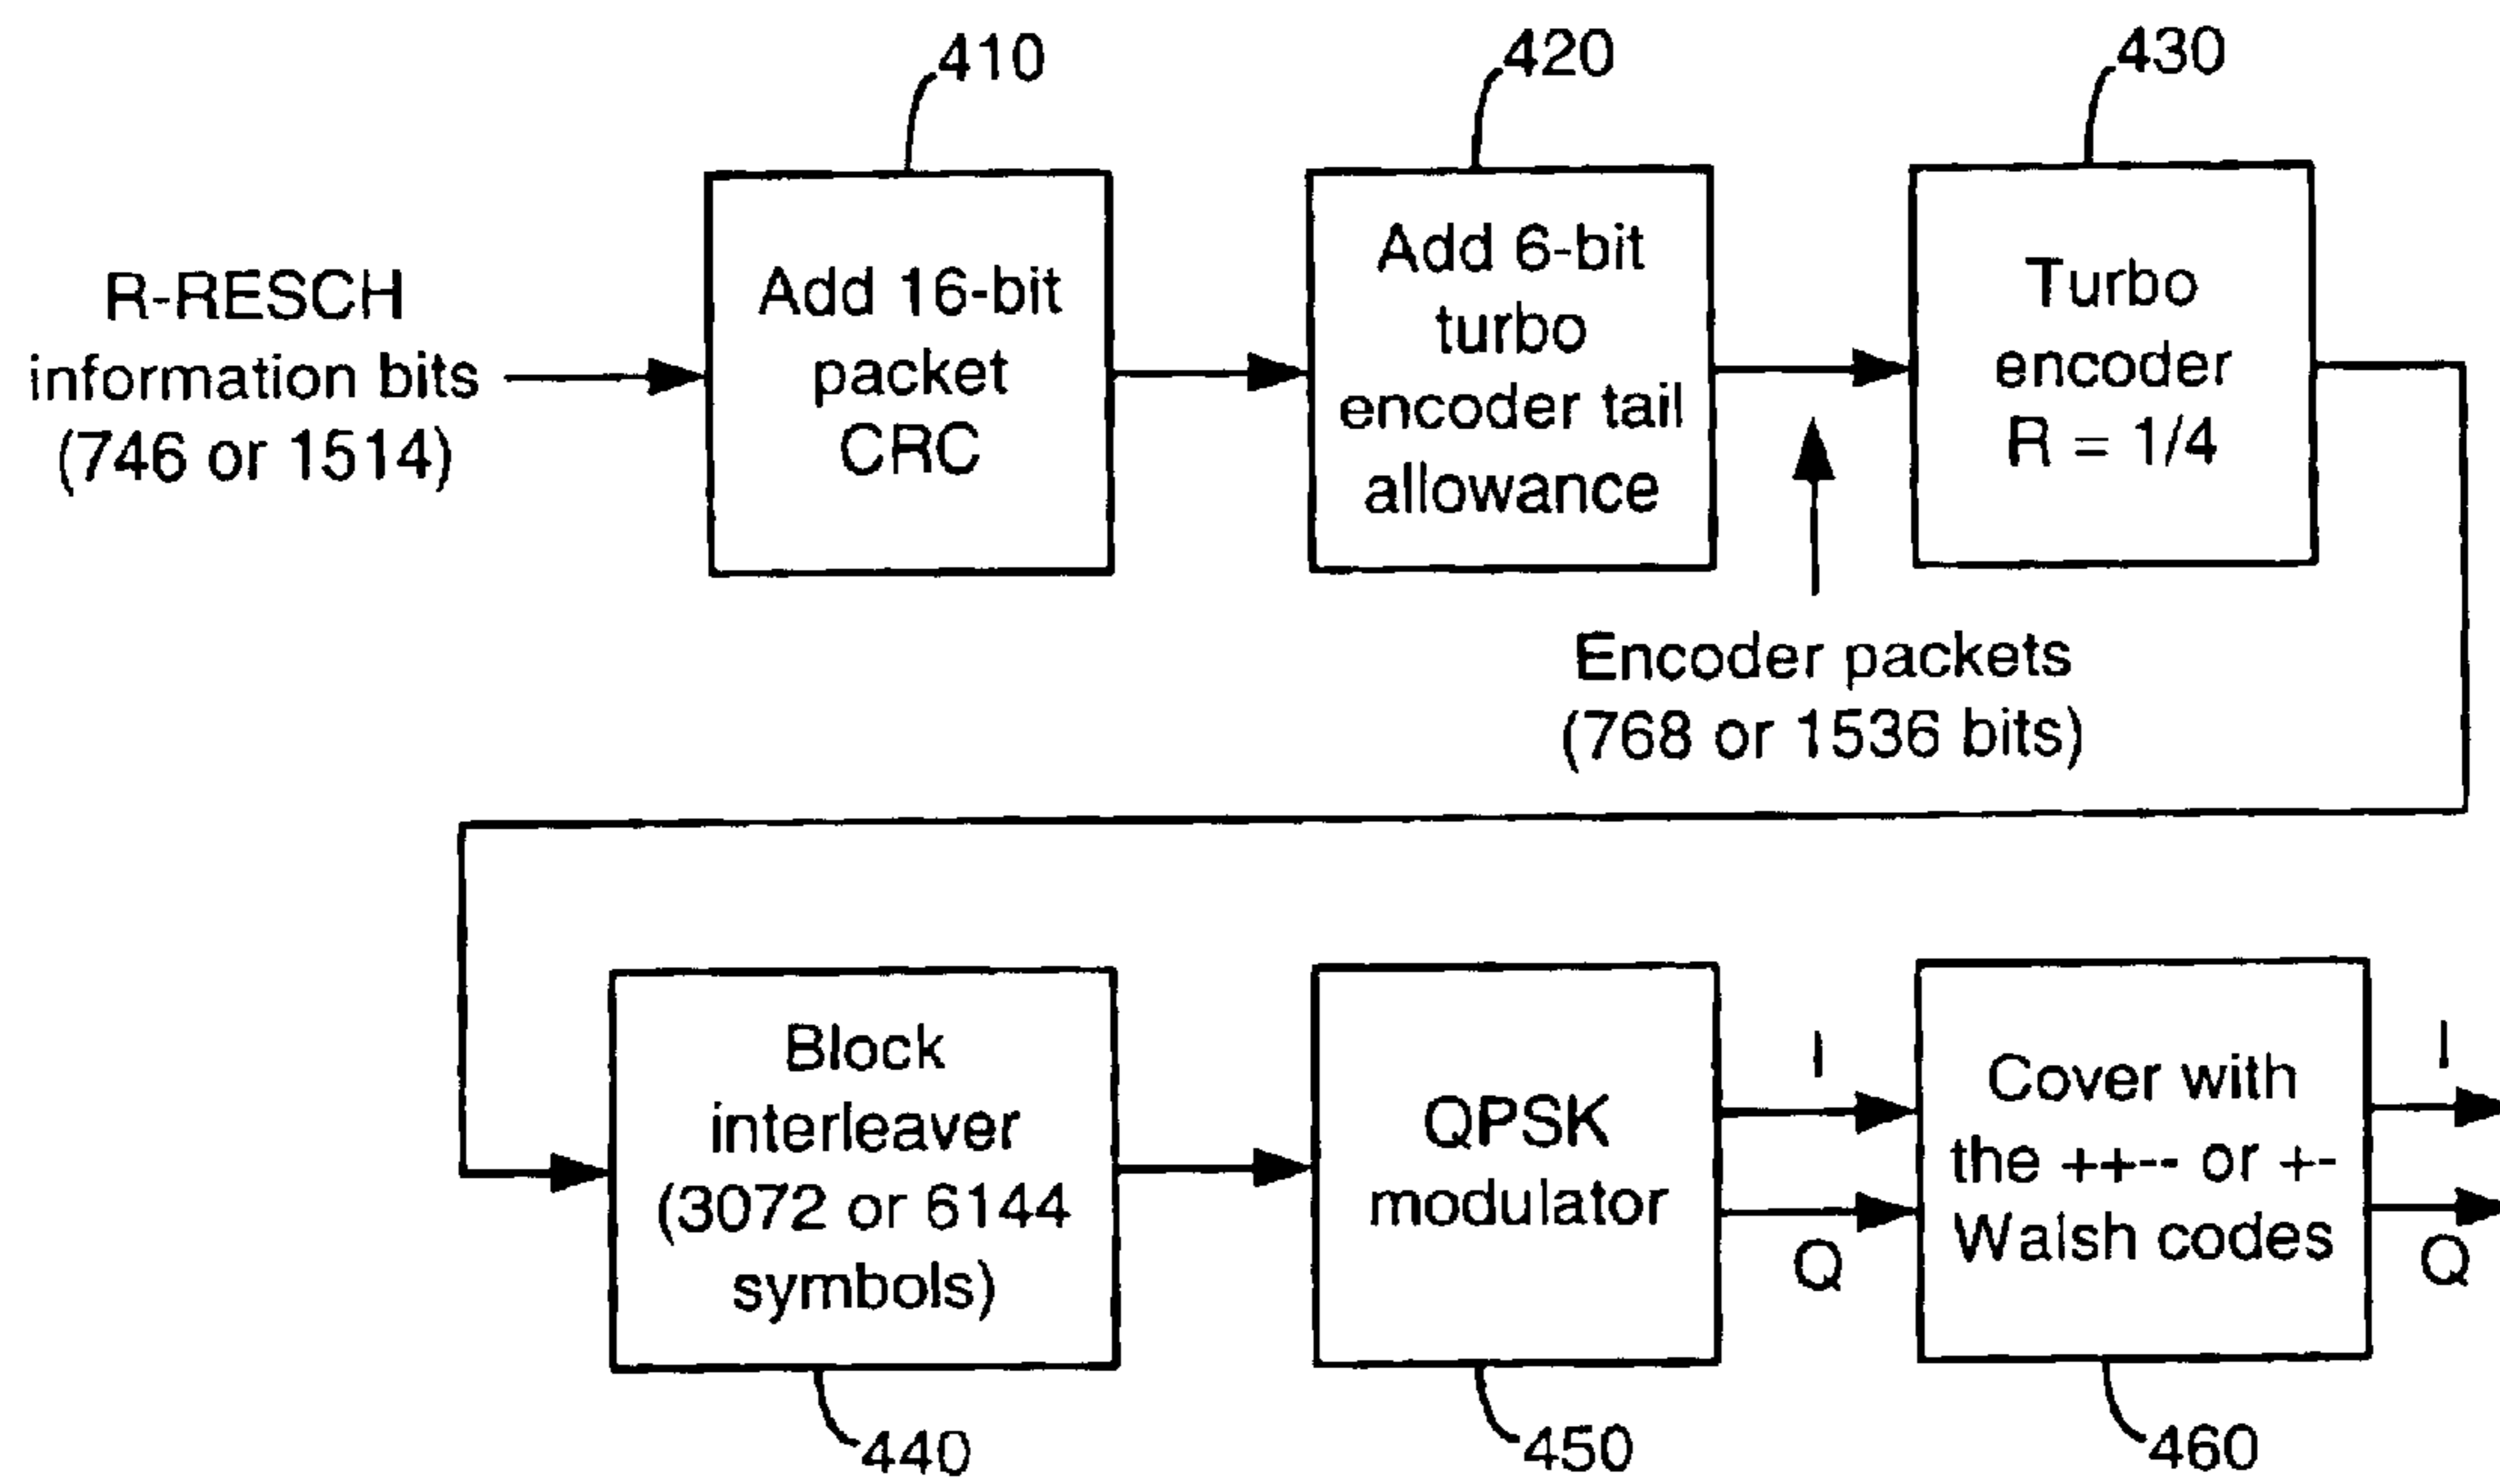 410
420
430
R-RESCH
information bits
(746 or 1514)
Add 16-bit
packet
CRC
Add 6-bit
turbo
encoder tail
allowance
Turbo
encoder
R = 1/4
Encoder packets
(768 or 1536 bits)
Block
interleaver
(3072 or 6144
symbols)
QPSK
modulator
I
Q
Cover with
the ++-- or +-
Walsh codes
I
Q
440
450
460